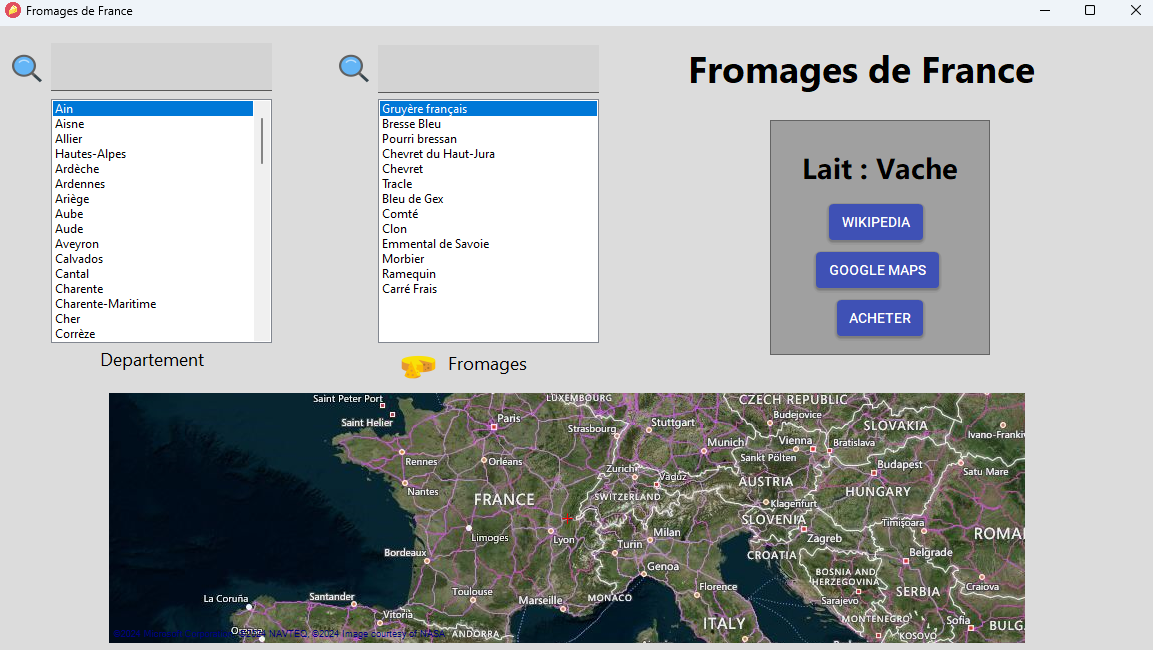 Fromages de France
Fromages de France
Ain
Aisne
Allier
Hautes-Alpes
Ardèche
Ardennes
Ariège
Aube
Aude
Aveyron
Calvados
Cantal
Charente
Charente-Maritime
Cher
Corrèze
Departement
Gruyère français
Bresse Bleu
Pourri bressan
Chevret du Haut-Jura
Chevret
Tracle
Bleu de Gex
Comté
Clon
Emmental de Savoie
Morbier
Ramequin
Carré Frais
Fromages
Lait : Vache
WIKIPEDIA
GOOGLE MAPS
ACHETER
Saint Peter Port
LUXEMBOURG
CZECH REPUBLIC
Saint Helier
Paris
Strasbourg
Stuttgart
Budejovice
SLOVAKIA
Ivano-Frankiv
Munich
Vienna
Bratislava
Rennes
Orléans
Zurich
Vaduz
Sankt Pölten
Budapest
Satu Mare
Nantes
FRANCE
SWITZERLAND
AUSTRIA
HUNGARY
Klagenfurt
SLOVENIA
Timişoara
Limoges
Lyon
Milan
Zagreb
ROMA
Turin
Bordeaux
CROATIA
Belgrade
Genoa
BOSNIA AND
HERZEGOVINA
Florence
SERBIA
Craiova
La Coruña
Santander
Toulouse
Marseille
MONACO
Sarajevo
Vitoria
ITALY
MONTENEGRO
Sofia
BULG
©2024 NAVTEQ, ©2024 Image courtesy of NASA
ANDORRA
KOSOVO